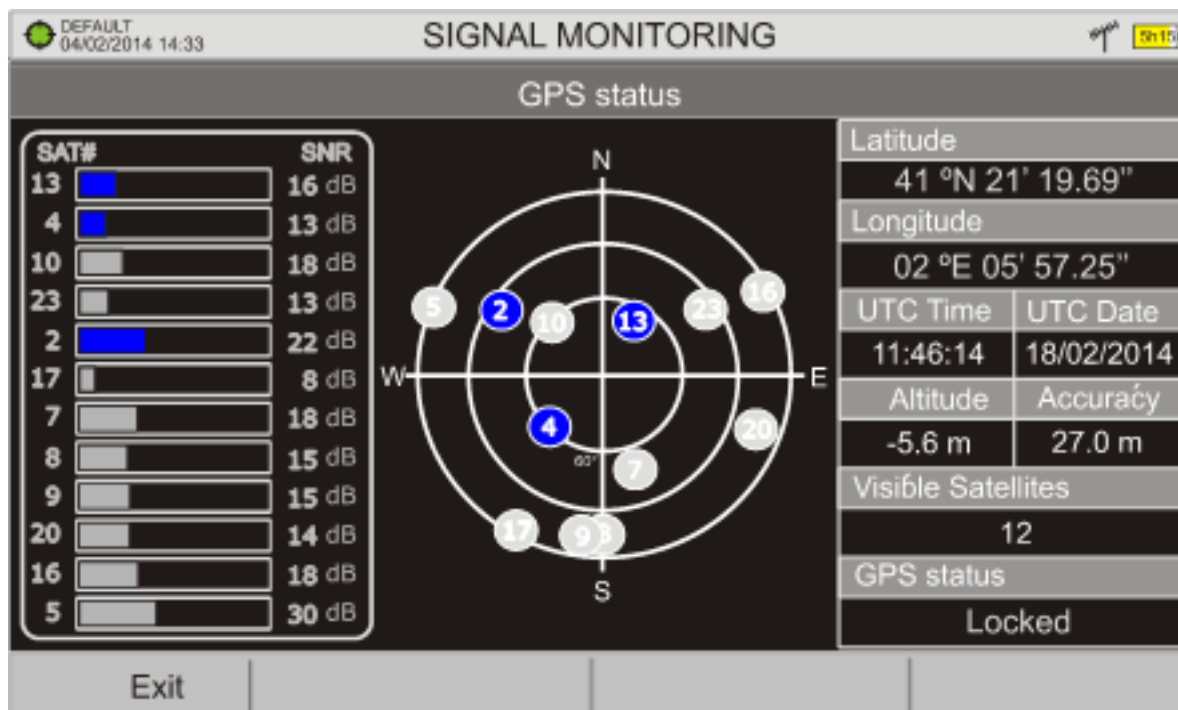 DEFAULT
04/02/2014 14:33
SIGNAL MONITORING
5h15
GPS status
SAT# SNR
13 16 dB
4 13 dB
10 18 dB
23 13 dB
2 22 dB
17 8 dB
7 18 dB
8 15 dB
9 15 dB
20 14 dB
16 18 dB
5 30 dB
N
5 2 10 13 23 16
W E
4 20
60°
7
17 9 8
S
Latitude
41 ºN 21’ 19.69”
Longitude
02 ºE 05’ 57.25”
UTC Time UTC Date
11:46:14 18/02/2014
Altitude Accuraćy
-5.6 m 27.0 m
Visible Satellites
12
GPS status
Locked
Exit